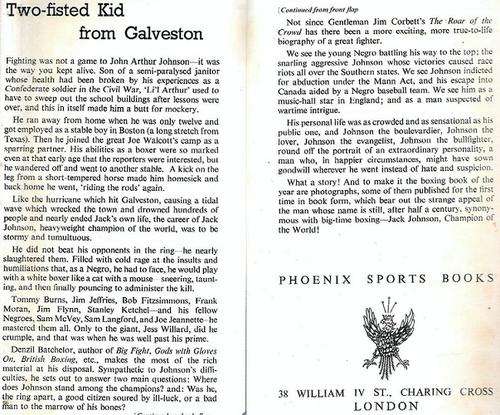 Two-fisted Kid
from Galveston
Fighting was not a game to John Arthur Johnson—it
was the way you kept alive. Son of a semi-paralysed janitor
whose health had been broken by his experiences as a
Confederate soldier in the Civil War, 'Li'l Arthur' used to
have to sweep out the school buildings after lessons were
over, and this in itself made him a butt for mockery.
He ran away from home when he was only twelve and
got employed as a stable boy in Boston (a long stretch from
Texas). Then he joined the great Joe Walcott's camp as a
sparring partner. His abilities as a boxer were so marked
even at that early age that the reporters were interested, but
he wandered off and went to another stable. A kick on the
leg from a short-tempered horse made him homesick and
back home he went, 'riding the rods' again.
Like the hurricane which hit Galveston, causing a tidal
wave which wrecked the town and drowned hundreds of
people and nearly ended Jack's own life, the career of Jack
Johnson, heavyweight champion of the world, was to be
stormy and tumultuous.
He did not beat his opponents in the ring—he nearly
slaughtered them. Filled with cold rage at the insults and
humiliations that, as a Negro, he had to face, he would play
with a white boxer like a cat with a mouse—sneering, taunt-
ing, and then finally pouncing to administer the kill.
Tommy Burns, Jim Jeffries, Bob Fitzsimmons, Frank
Moran, Jim Flynn, Stanley Ketchel—and his fellow
Negroes, Sam McVey, Sam Langford, and Joe Jeannette—he
mastered them all. Only to the giant, Jess Willard, did he
crumple, and that was when he was well past his prime.
Denzil Batchelor, author of Big Fight, Gods with Gloves
On, British Boxing, etc., makes the most of the rich
material at his disposal. Sympathetic to Johnson's diffi-
culties, he sets out to answer two main questions: Where
does Johnson stand among the champions? and: Was he,
the ring apart, a good citizen soured by ill-luck, or a bad
man to the marrow of his bones?
[Continued from front flap
Not since Gentleman Jim Corbett's The Roar of the
Crowd has there been a more exciting, more true-to-life
biography of a great fighter.
We see the young Negro battling his way to the top; the
snarling aggressive Johnson whose victories caused race
riots all over the Southern states. We see Johnson indicted
for abduction under the Mann Act, and his escape into
Canada aided by a Negro baseball team. We see him as a
music-hall star in England; and as a man suspected of
wartime intrigue.
His personal life was as crowded and as sensational as his
public one, and Johnson the boulevardier, Johnson the
lover, Johnson the evangelist, Johnson the bullfighter,
round off the portrait of an extraordinary personality, a
man who, in happier circumstances, might have sown
goodwill wherever he went instead of hate and suspicion.
What a story! And to make it the boxing book of the
year are photographs, some of them published for the first
time in book form, which bear out the strange appeal of
the man whose name is still, after half a century, synony-
mous with big-time boxing—Jack Johnson, Champion of
the World!
PHOENIX SPORTS BOOKS
38 WILLIAM IV ST., CHARING CROSS
LONDON